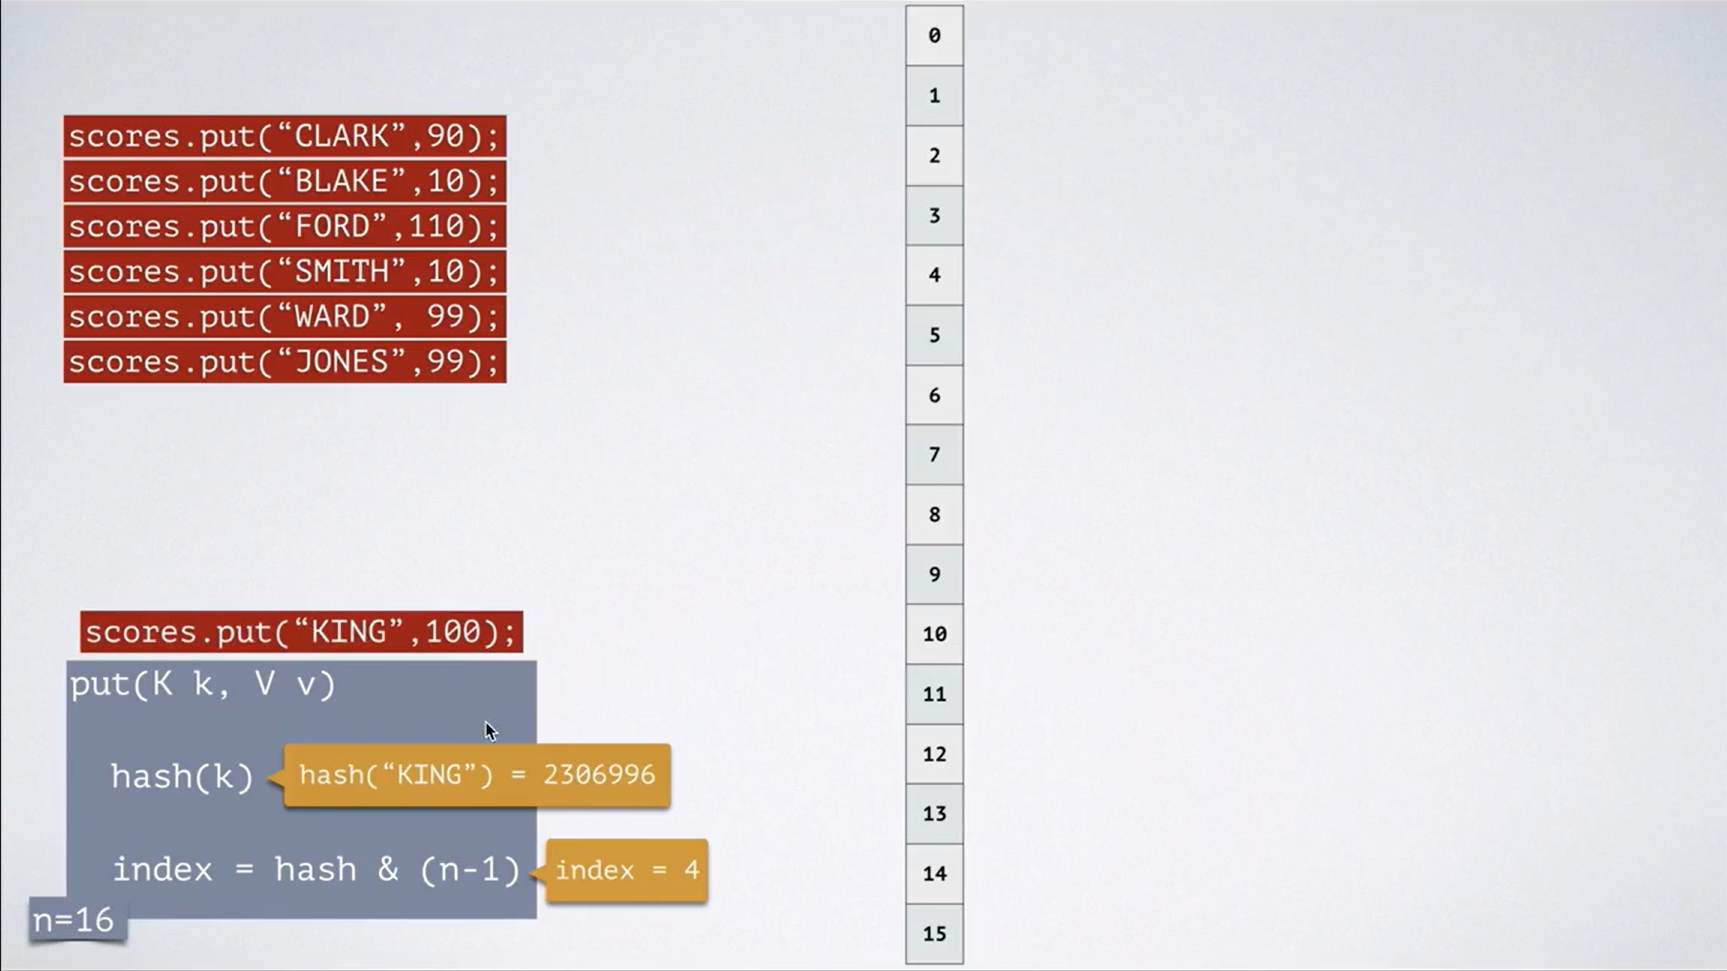 scores.put(“CLARK”,90);
scores.put(“BLAKE”,10);
scores.put(“FORD”,110);
scores.put(“SMITH”,10);
scores.put(“WARD”, 99);
scores.put(“JONES”,99);
scores.put(“KING”,100);
put(K k, V v)
hash(k)
hash(“KING”) = 2306996
index = hash & (n-1)
index = 4
n=16
0
1
2
3
4
5
6
7
8
9
10
11
12
13
14
15